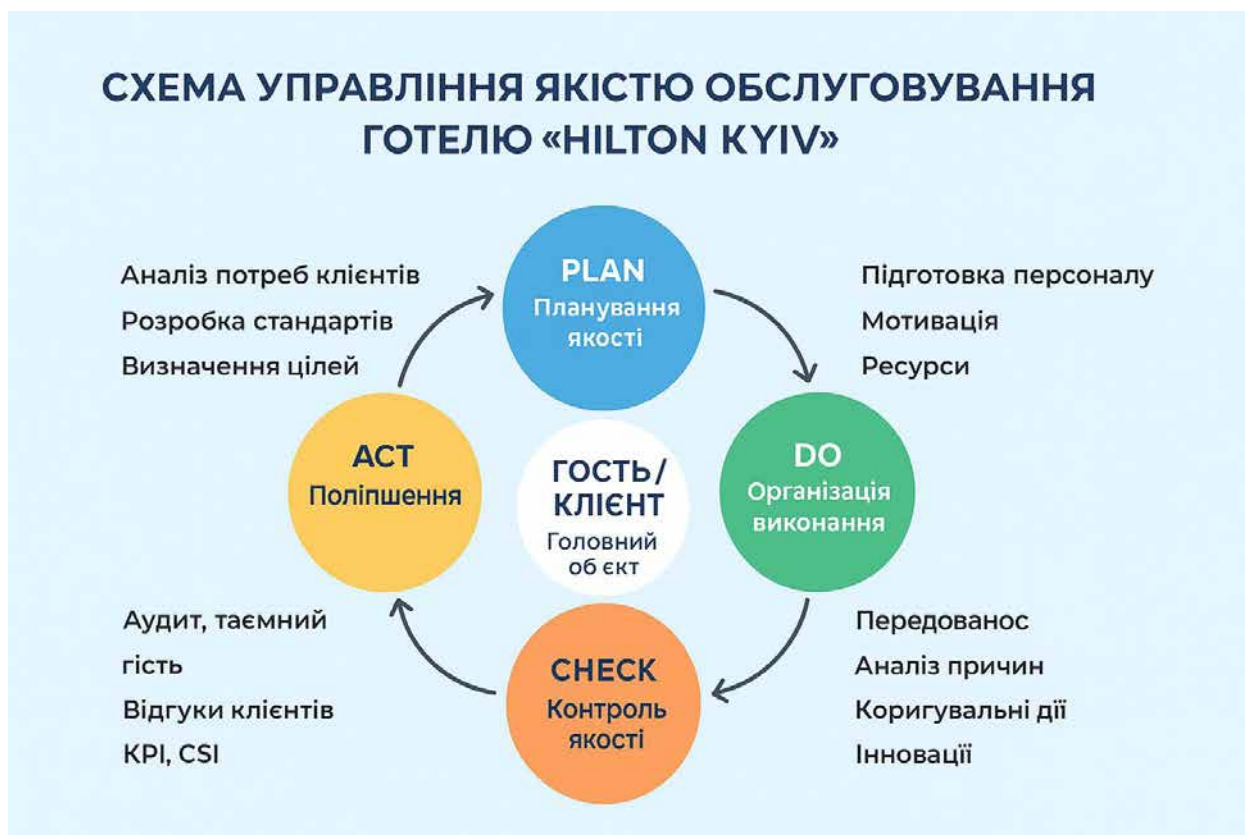 СХЕМА УПРАВЛІННЯ ЯКІСТЮ ОБСЛУГОВУВАННЯ
ГОТЕЛЮ «HILTON KYIV»
Аналіз потреб клієнтів
Розробка стандартів
Визначення цілей
PLAN
Планування
якості
Підготовка персоналу
Мотивація
Ресурси
ACT
Поліпшення
ГОСТЬ/
КЛІЄНТ
Головний
об єкт
DO
Організація
виконання
Аудит, таємний
гість
Відгуки клієнтів
KPI, CSI
CHECK
Контроль
якості
Передованос
Аналіз причин
Коригувальні дії
Інновації